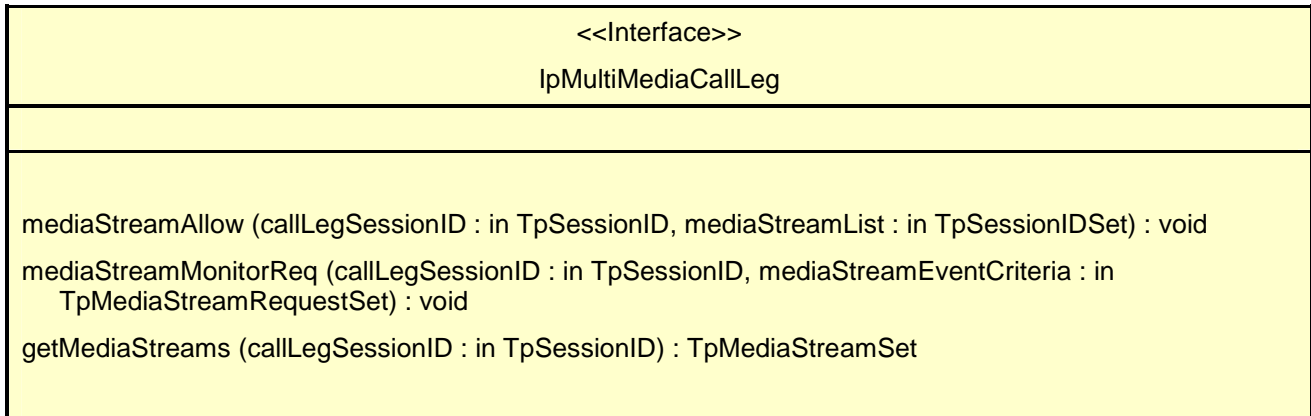 <<Interface>>
IpMultiMediaCallLeg
mediaStreamAllow (callLegSessionID : in TpSessionID, mediaStreamList : in TpSessionIDSet) : void
mediaStreamMonitorReq (callLegSessionID : in TpSessionID, mediaStreamEventCriteria : in
TpMediaStreamRequestSet) : void
getMediaStreams (callLegSessionID : in TpSessionID) : TpMediaStreamSet